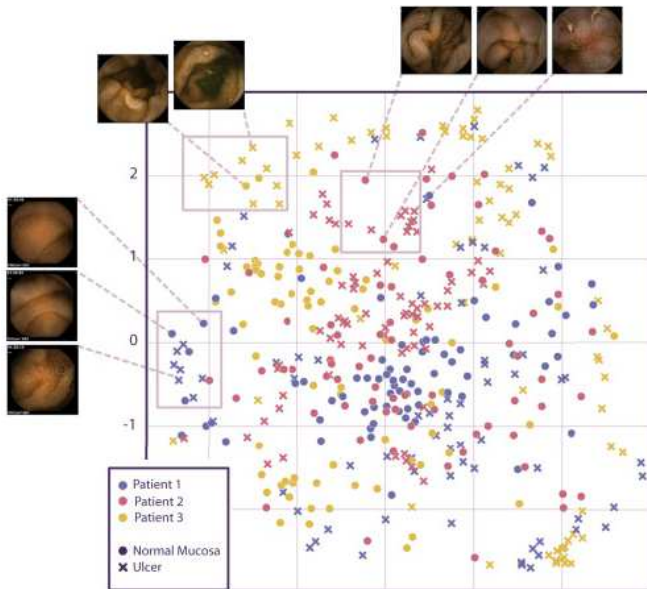 2
1
0
-1
Patient 1
Patient 2
Patient 3
Normal Mucosa
Ulcer